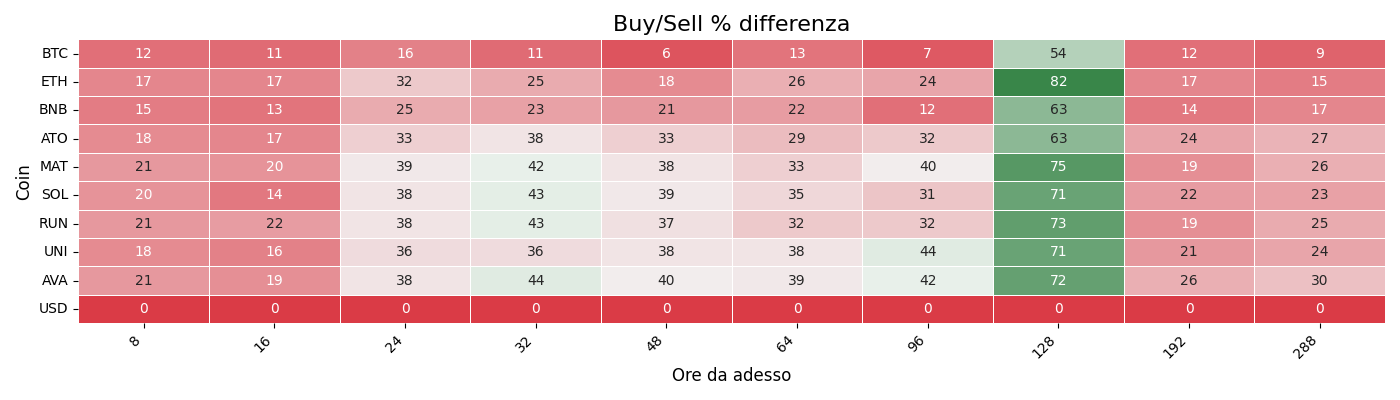 Buy/Sell % differenza
Coin
BTC 12 11 16 11 6 13 7 54 12 9
ETH 17 17 32 25 18 26 24 82 17 15
BNB 15 13 25 23 21 22 12 63 14 17
ATO 18 17 33 38 33 29 32 63 24 27
MAT 21 20 39 42 38 33 40 75 19 26
SOL 20 14 38 43 39 35 31 71 22 23
RUN 21 22 38 43 37 32 32 73 19 25
UNI 18 16 36 36 38 38 44 71 21 24
AVA 21 19 38 44 40 39 42 72 26 30
USD 0 0 0 0 0 0 0 0 0 0
8 16 24 32 48 64 96 128 192 288
Ore da adesso